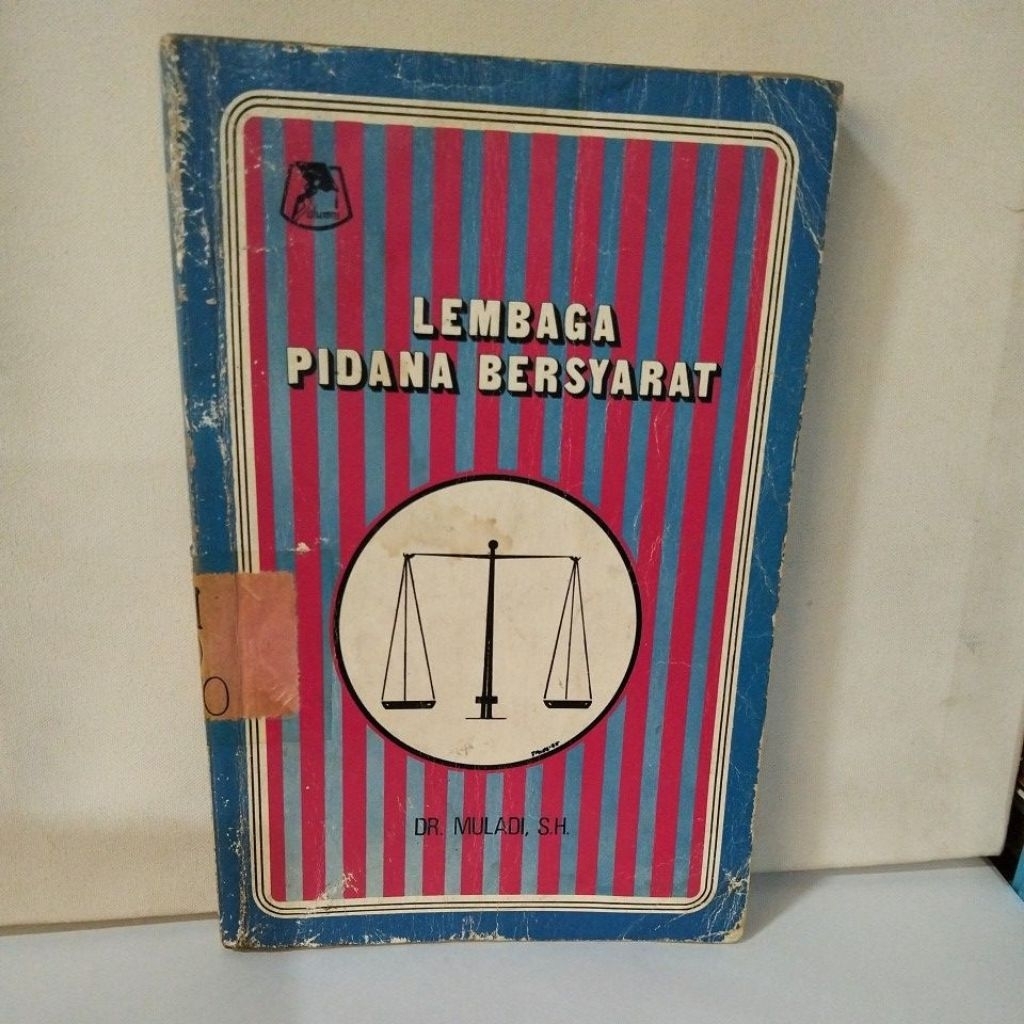 LEMBAGA
PIDANA BERSYARAT
DR. MULADI, S.H.